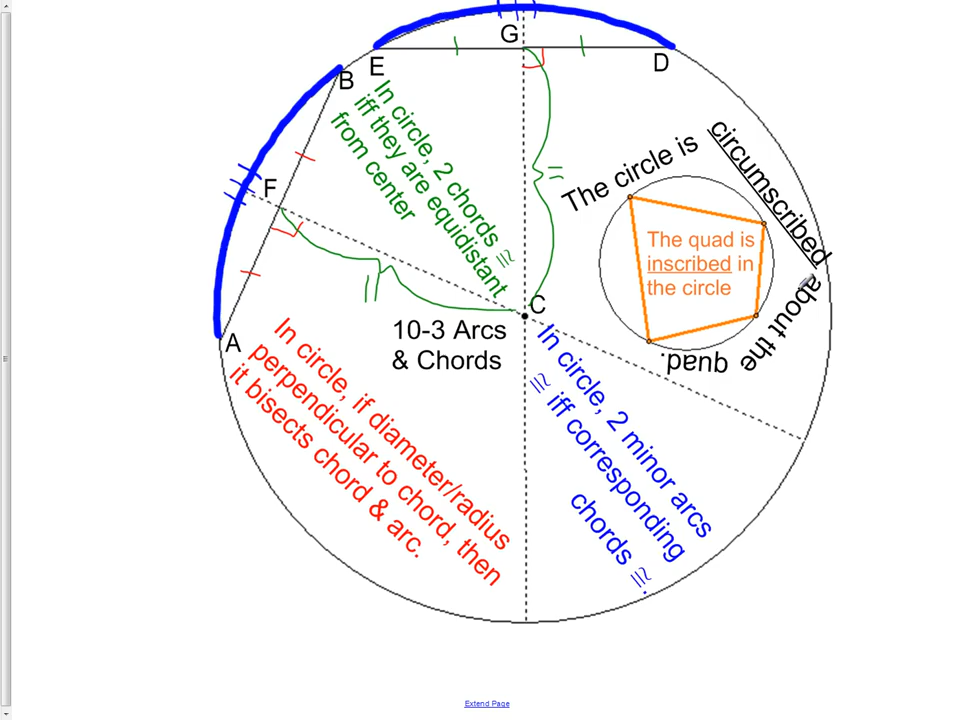 G
E
D
B
In circle, 2 chords ≅
iff they are equidistant
from center
F
The circle is
circumscribed
about the
quad.
The quad is
inscribed in
the circle
C
10-3 Arcs
& Chords
A
In circle, if diameter/radius
perpendicular to chord, then
it bisects chord & arc.
In circle, 2 minor arcs
≅ iff corresponding
chords ≅.
Extend Page